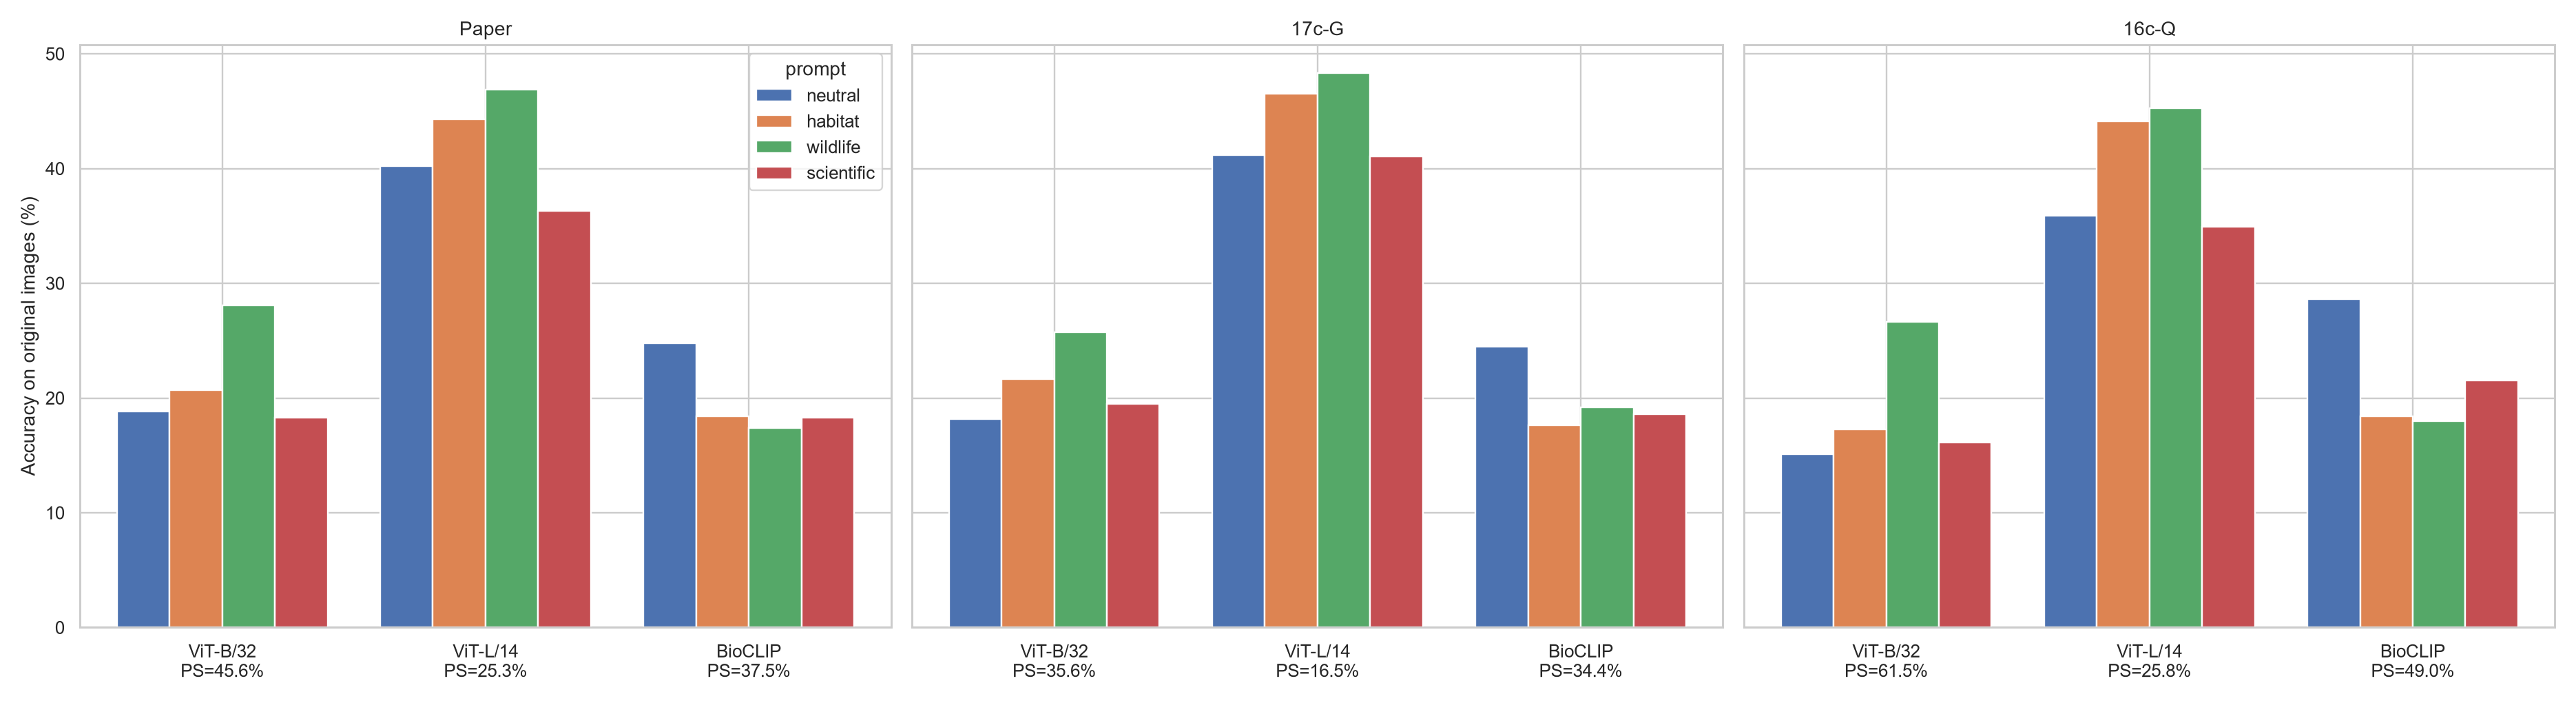 Paper
17c-G
16c-Q
Accuracy on original images (%)
50
40
30
20
10
0
prompt
neutral
habitat
wildlife
scientific
ViT-B/32
PS=45.6%
ViT-L/14
PS=25.3%
BioCLIP
PS=37.5%
ViT-B/32
PS=35.6%
ViT-L/14
PS=16.5%
BioCLIP
PS=34.4%
ViT-B/32
PS=61.5%
ViT-L/14
PS=25.8%
BioCLIP
PS=49.0%